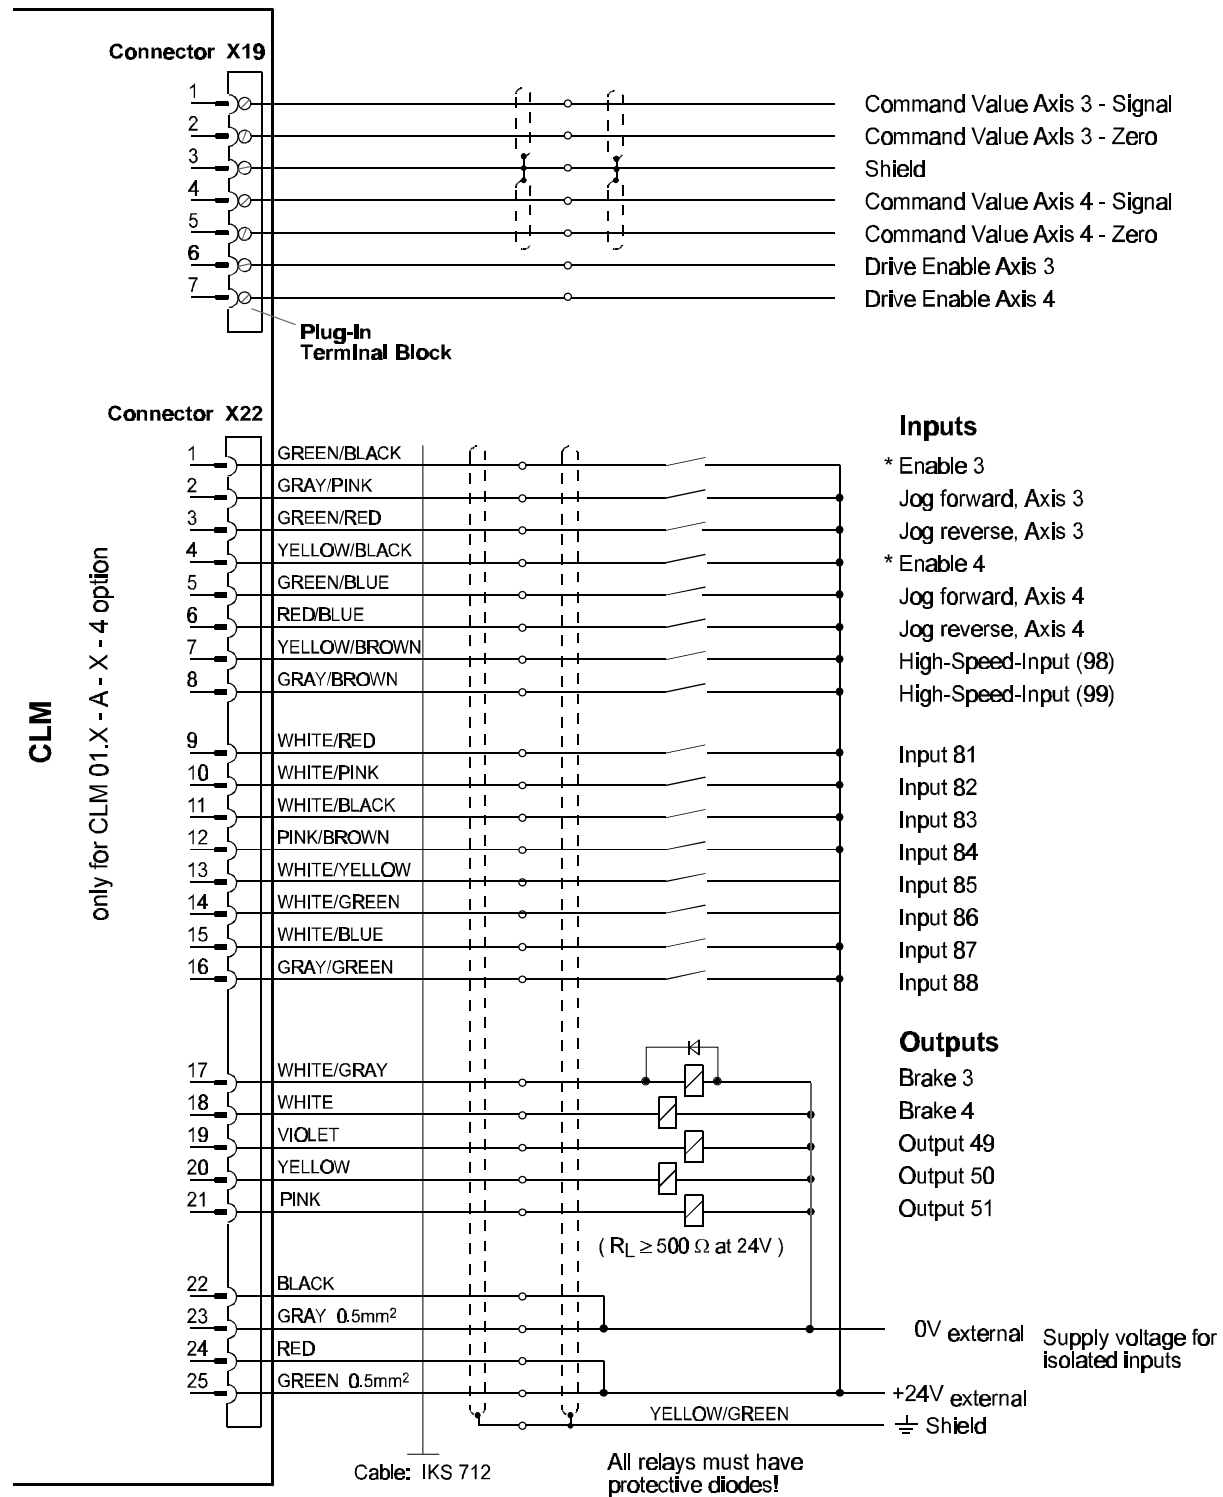 Connector X19
1
Command Value Axis 3 - Signal
2
Command Value Axis 3 - Zero
3
Shield
4
Command Value Axis 4 - Signal
5
Command Value Axis 4 - Zero
6
Drive Enable Axis 3
7
Drive Enable Axis 4
Plug-In
Terminal Block
Connector X22
Inputs
1 GREEN/BLACK * Enable 3
2 GRAY/PINK Jog forward, Axis 3
3 GREEN/RED Jog reverse, Axis 3
4 YELLOW/BLACK * Enable 4
5 GREEN/BLUE Jog forward, Axis 4
6 RED/BLUE Jog reverse, Axis 4
7 YELLOW/BROWN High-Speed-Input (98)
8 GRAY/BROWN High-Speed-Input (99)
CLM
only for CLM 01.X - A - X - 4 option
9 WHITE/RED Input 81
10 WHITE/PINK Input 82
11 WHITE/BLACK Input 83
12 PINK/BROWN Input 84
13 WHITE/YELLOW Input 85
14 WHITE/GREEN Input 86
15 WHITE/BLUE Input 87
16 GRAY/GREEN Input 88
Outputs
17 WHITE/GRAY Brake 3
18 WHITE Brake 4
19 VIOLET Output 49
20 YELLOW Output 50
21 PINK Output 51
( RL ≥ 500 Ω at 24V )
22 BLACK
23 GRAY 0.5mm² 0V external
Supply voltage for
isolated inputs
24 RED
25 GREEN 0.5mm² +24V external
YELLOW/GREEN Shield
Cable: IKS 712
All relays must have
protective diodes!